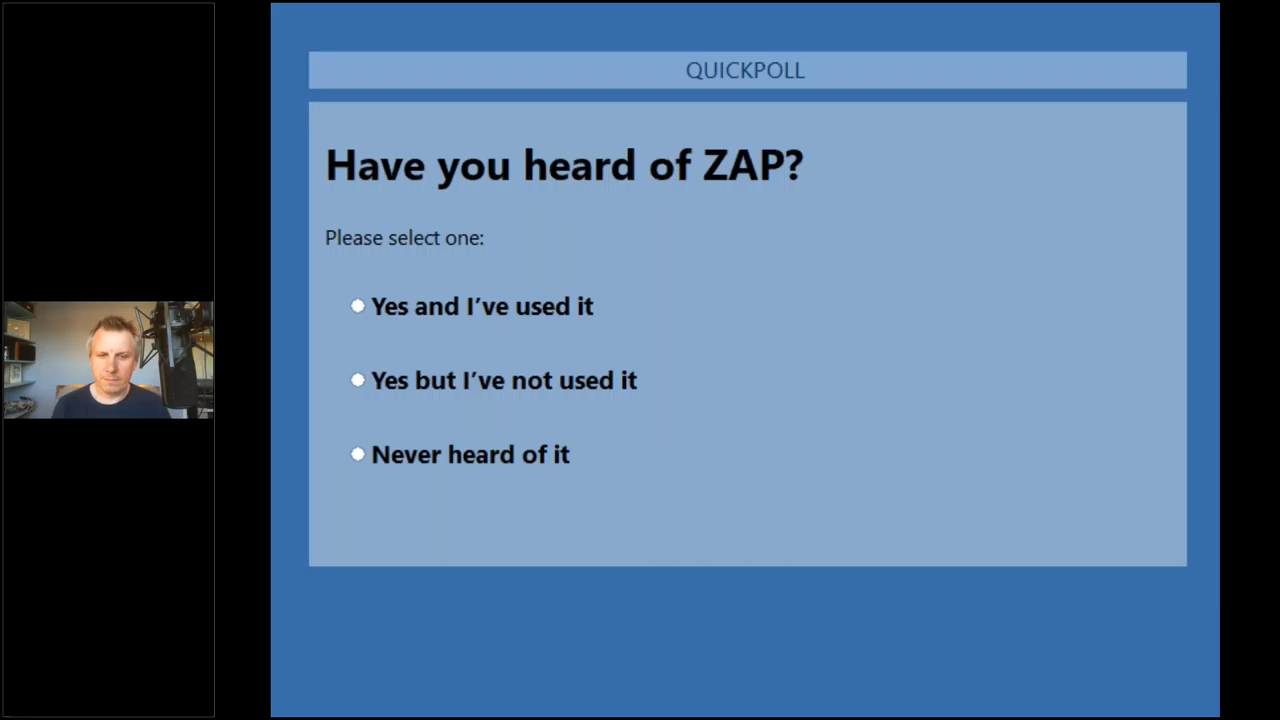 QUICKPOLL
Have you heard of ZAP?
Please select one:
Yes and I’ve used it
Yes but I’ve not used it
Never heard of it